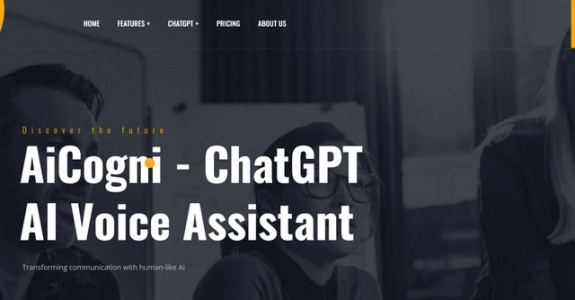 HOME FEATURES + CHATGPT + PRICING ABOUT US
Discover the future
AiCogni - ChatGPT
AI Voice Assistant
Transforming communication with human-like AI